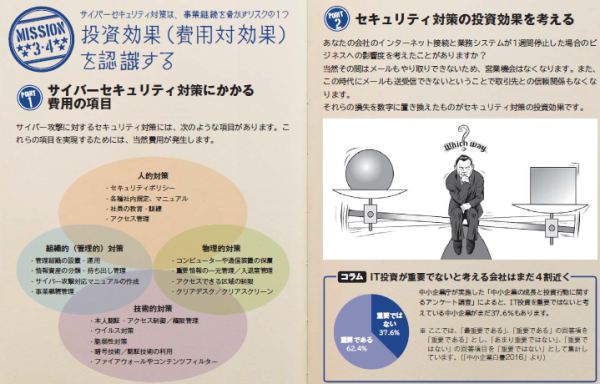 サイバーセキュリティ対策は、事業継続を脅かすリスクの1つ
MISSION
3-4
投資効果(費用対効果)
を認識する
POINT
1
サイバーセキュリティ対策にかかる
費用の項目
サイバー攻撃に対するセキュリティ対策には、次のような項目があります。こ
れらの項目を実現するためには、当然費用が発生します。
人的対策
・セキュリティポリシー
・各種社内規定、マニュアル
・社員の教育・訓練
・アクセス管理
組織的(管理的)対策
・管理組織の設置・運用
・情報資産の分類・持ち出し管理
・サイバー攻撃対応マニュアルの作成
・事業継続管理
物理的対策
・コンピューターや通信装置の保護
・重要情報の一元管理/入退室管理
・アクセスできる区域の制限
・クリアデスク/クリアスクリーン
技術的対策
・本人認証・アクセス制御/権限管理
・ウイルス対策
・脆弱性対策
・暗号技術/認証技術の利用
・ファイアウォールやコンテンツフィルター
POINT
2
セキュリティ対策の投資効果を考える
あなたの会社のインターネット接続と業務システムが1週間停止した場合のビ
ジネスへの影響度を考えたことがありますか?
当然その間はメールもやり取りできないため、営業機会はなくなります。また、
この時代にメールも送受信できないということで取引先との信頼関係もなくな
ります。
それらの損失を数字に置き換えたものがセキュリティ対策の投資効果です。
?
Which way.
コラム IT投資が重要でないと考える会社はまだ4割近く
重要では
ない
37.6%
重要である
62.4%
中小企業庁が実施した「中小企業の成長と投資行動に関する
アンケート調査」によると、IT投資を重要ではないと考え
ている中小企業がまだ37.6%もあります。
※ ここでは、「最重要である」、「重要である」の回答項を
「重要である」とし、「あまり重要ではない」、「重要で
はない」の回答項目を「重要ではない」として集計して
います。(「中小企業白書2016」より)